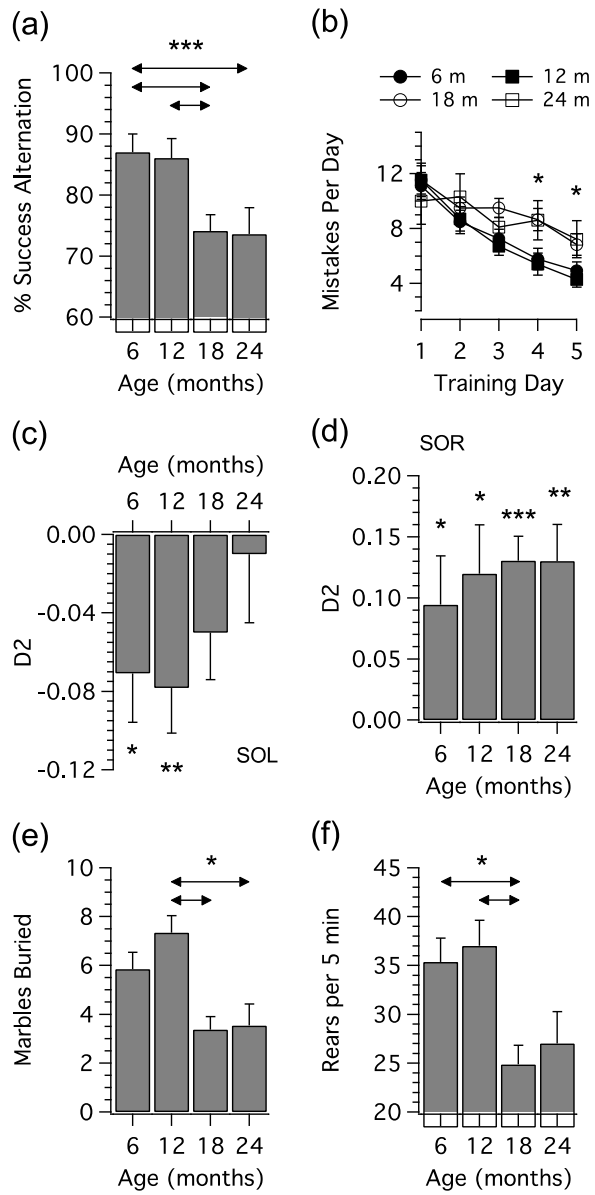 (a)
***
100
90
80
70
60
% Success Alternation
6 12 18 24
Age (months)
(b)
6 m 12 m
18 m 24 m
12
8
4
Mistakes Per Day
* *
1 2 3 4 5
Training Day
(c)
Age (months)
6 12 18 24
0.00
-0.04
-0.08
-0.12
D2
* **
SOL
(d)
SOR
0.20
0.15
0.10
0.05
0.00
D2
* * *** **
6 12 18 24
Age (months)
(e)
*
10
8
6
4
2
0
Marbles Buried
6 12 18 24
Age (months)
(f)
*
45
40
35
30
25
20
Rears per 5 min
6 12 18 24
Age (months)